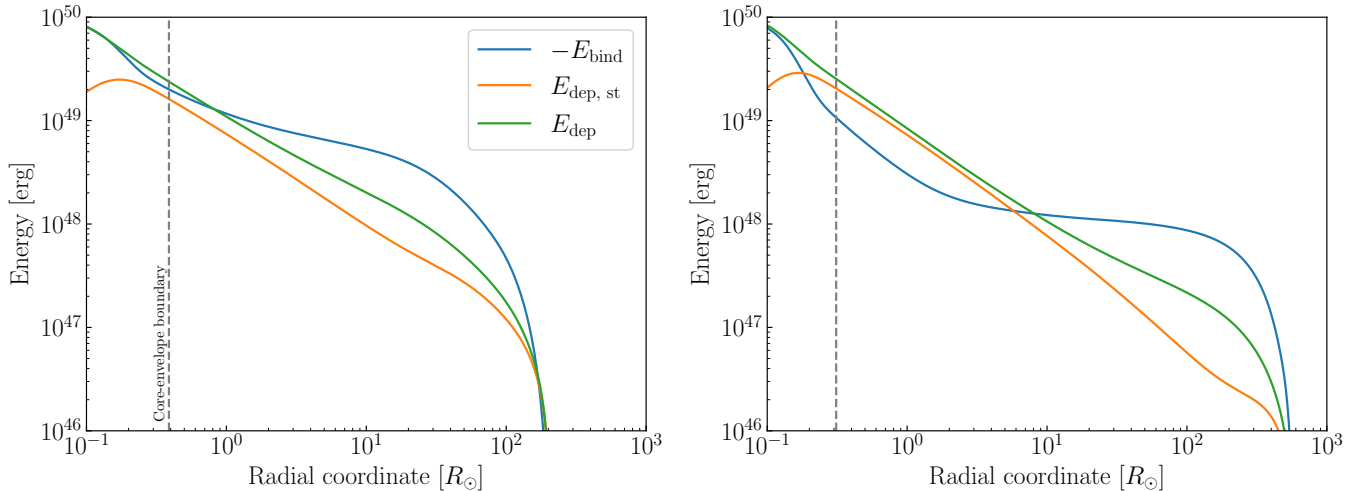 10^50
10^49
10^48
10^47
10^46
Energy [erg]
−E_bind
E_dep, st
E_dep
Core-envelope boundary
10^−1
10^0
10^1
10^2
10^3
Radial coordinate [R_⊙]
10^50
10^49
10^48
10^47
10^46
Energy [erg]
10^−1
10^0
10^1
10^2
10^3
Radial coordinate [R_⊙]